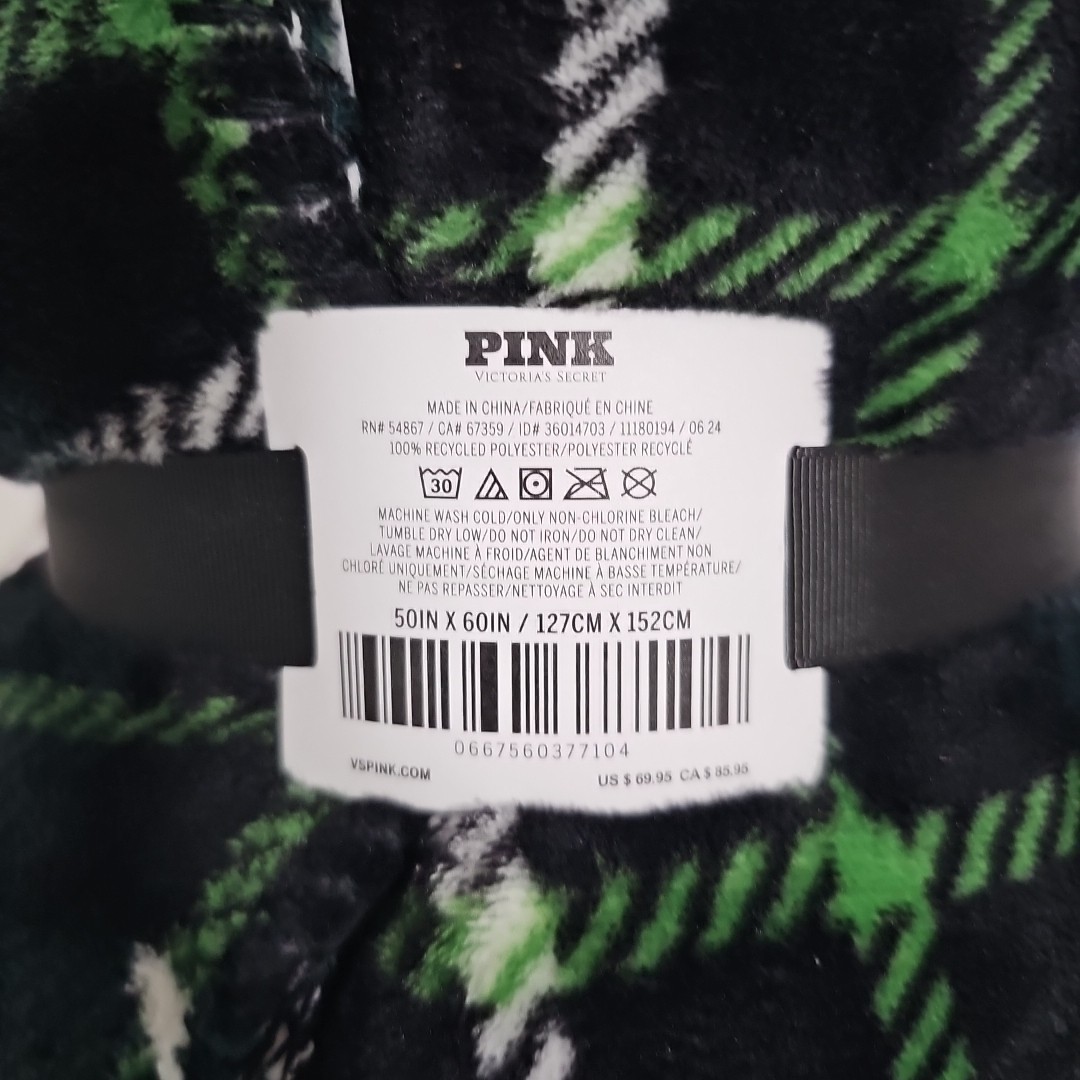 PINK
VICTORIA'S SECRET
MADE IN CHINA/FABRIQUÉ EN CHINE
RN# 54867 / CA# 67359 / ID# 36014703 / 11180194 / 06 24
100% RECYCLED POLYESTER/POLYESTER RECYCLÉ
30
MACHINE WASH COLD/ONLY NON-CHLORINE BLEACH/
TUMBLE DRY LOW/DO NOT IRON/DO NOT DRY CLEAN/
LAVAGE MACHINE À FROID/AGENT DE BLANCHIMENT NON
CHLORÉ UNIQUEMENT/SÉCHAGE MACHINE À BASSE TEMPÉRATURE/
NE PAS REPASSER/NETTOYAGE À SEC INTERDIT
50IN X 60IN / 127CM X 152CM
0667560377104
VSPINK.COM
US $ 69.95 CA $ 85.95